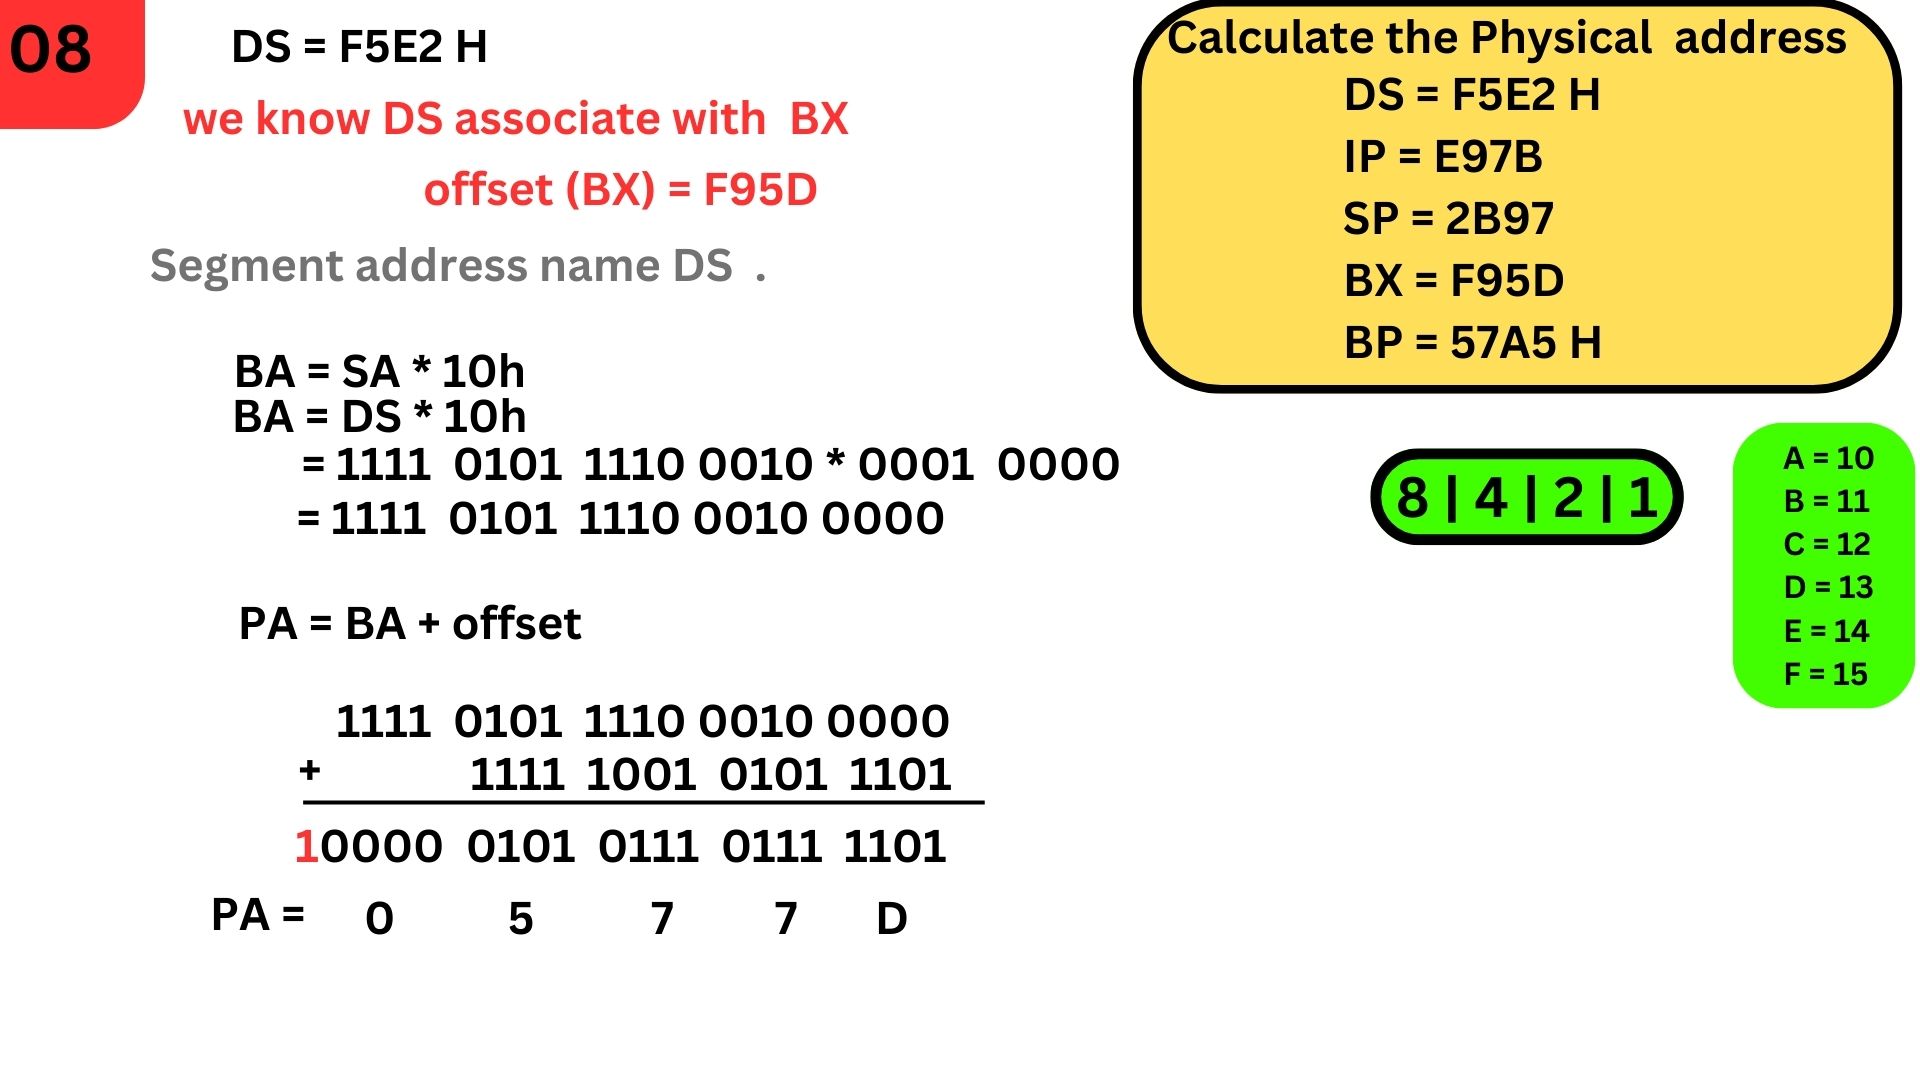 08
DS = F5E2 H
we know DS associate with BX
offset (BX) = F95D
Segment address name DS .
BA = SA * 10h
BA = DS * 10h
= 1111 0101 1110 0010 * 0001 0000
= 1111 0101 1110 0010 0000
PA = BA + offset
1111 0101 1110 0010 0000
+ 1111 1001 0101 1101
10000 0101 0111 0111 1101
PA = 0 5 7 7 D
Calculate the Physical address
DS = F5E2 H
IP = E97B
SP = 2B97
BX = F95D
BP = 57A5 H
8 | 4 | 2 | 1
A = 10
B = 11
C = 12
D = 13
E = 14
F = 15